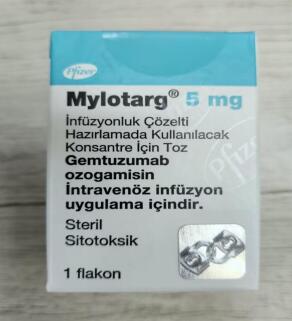 Pfizer
Mylotarg® 5 mg
İnfüzyonluk Çözelti
Hazırlamada Kullanılacak
Konsantre İçin Toz
Gemtuzumab
ozogamisin
İntravenöz infüzyon
uygulama içindir.
Steril
Sitotoksik
1 flakon